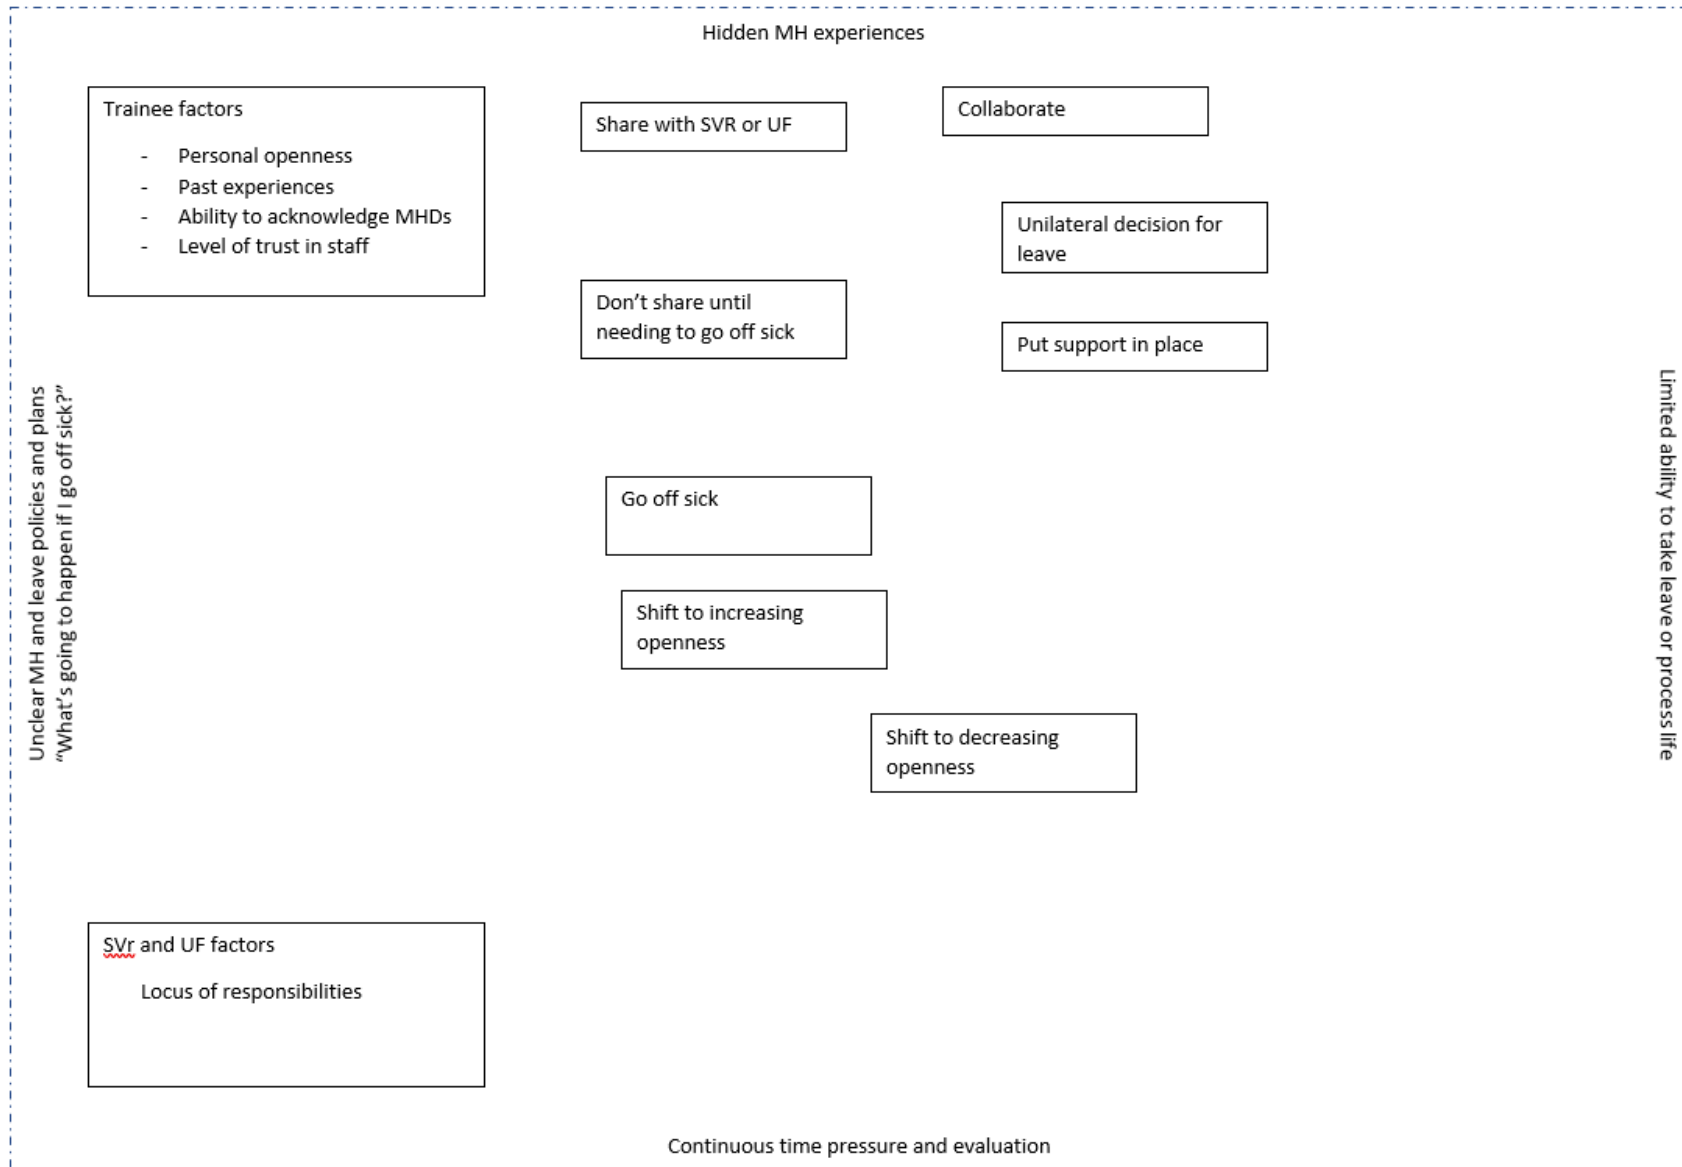 Hidden MH experiences
Trainee factors
- Personal openness
- Past experiences
- Ability to acknowledge MHDs
- Level of trust in staff
Share with SVR or UF
Collaborate
Unilateral decision for
leave
Don’t share until
needing to go off sick
Put support in place
Unclear MH and leave policies and plans
“What’s going to happen if I go off sick?”
Limited ability to take leave or process life
Go off sick
Shift to increasing
openness
Shift to decreasing
openness
SVr and UF factors
Locus of responsibilities
Continuous time pressure and evaluation